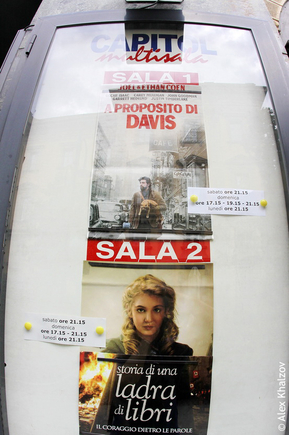 CAPITOL
multisala
SALA 1
JOEL & ETHAN COEN
A PROPOSITO DI
DAVIS
sabato ore 21.15
domenica
ore 17.15 - 19.15 - 21.15
lunedì ore 21.15
SALA 2
sabato ore 21.15
domenica
ore 17.15 - 21.15
lunedì ore 21.15
storia di una
ladra
di libri
IL CORAGGIO DIETRO LE PAROLE
© Alex Khalzov